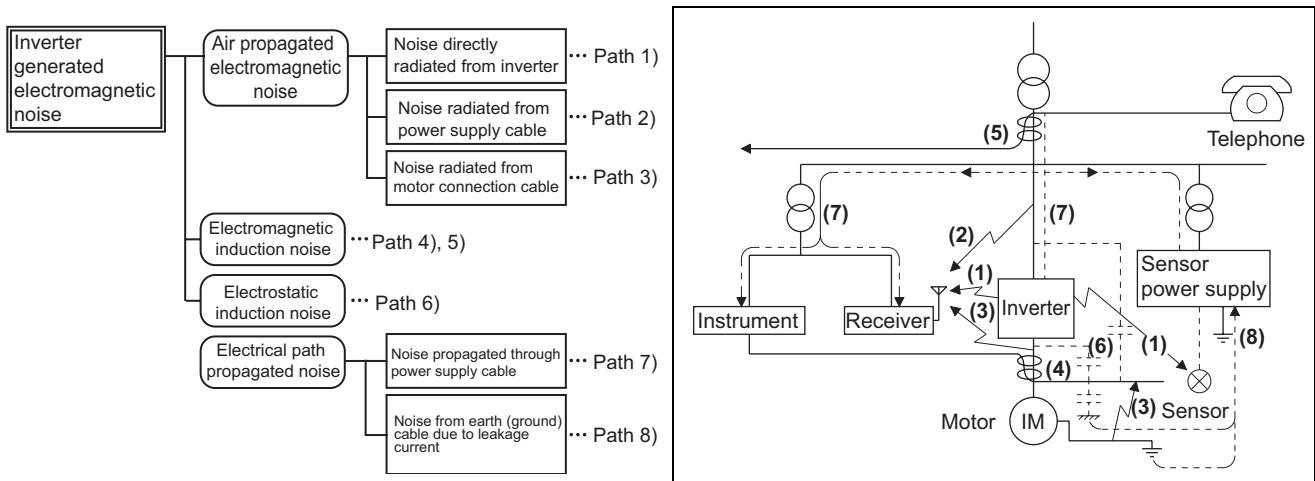 Inverter
generated
electromagnetic
noise
Air propagated
electromagnetic
noise
Noise directly
radiated from inverter
··· Path 1)
Noise radiated from
power supply cable
··· Path 2)
Noise radiated from
motor connection cable
··· Path 3)
Electromagnetic
induction noise
···Path 4), 5)
Electrostatic
induction noise
··· Path 6)
Electrical path
propagated noise
Noise propagated through
power supply cable
··· Path 7)
Noise from earth (ground)
cable due to leakage
current
··· Path 8)
Telephone
(5)
(7)
(7)
(2)
Sensor
power supply
(1)
Instrument
Receiver
Inverter
(3)
(6)
(1)
(8)
(4)
Motor
IM
(3)
Sensor